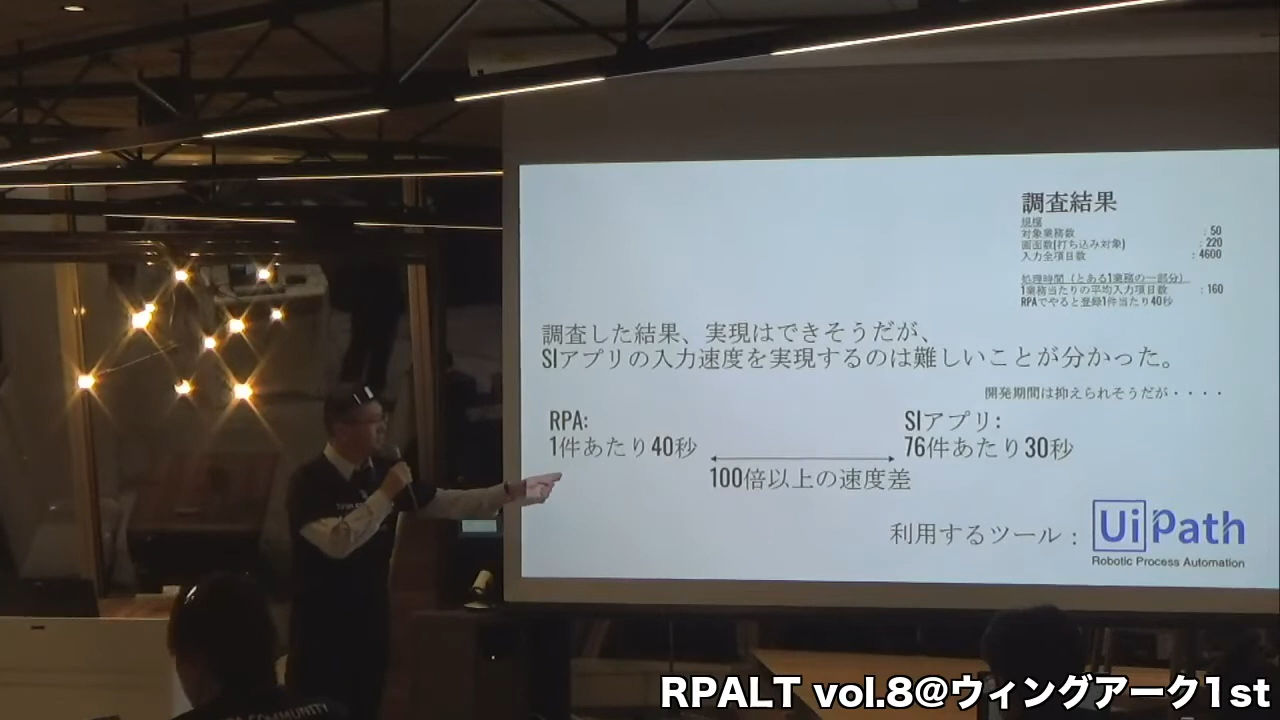 調査結果
規模
対象業務数 : 50
画面数(打ち込み対象) : 220
入力全項目数 : 4600
処理時間（とある1業務の一部分）
1業務当たりの平均入力項目数 : 160
RPAでやると登録1件当たり40秒
調査した結果、実現はできそうだが、
SIアプリの入力速度を実現するのは難しいことが分かった。
開発期間は抑えられそうだが・・・・
RPA:
1件あたり40秒
SIアプリ:
76件あたり30秒
100倍以上の速度差
利用するツール：
UiPath
Robotic Process Automation
COMMUNITY
RPALT vol.8@ウィングアーク1st